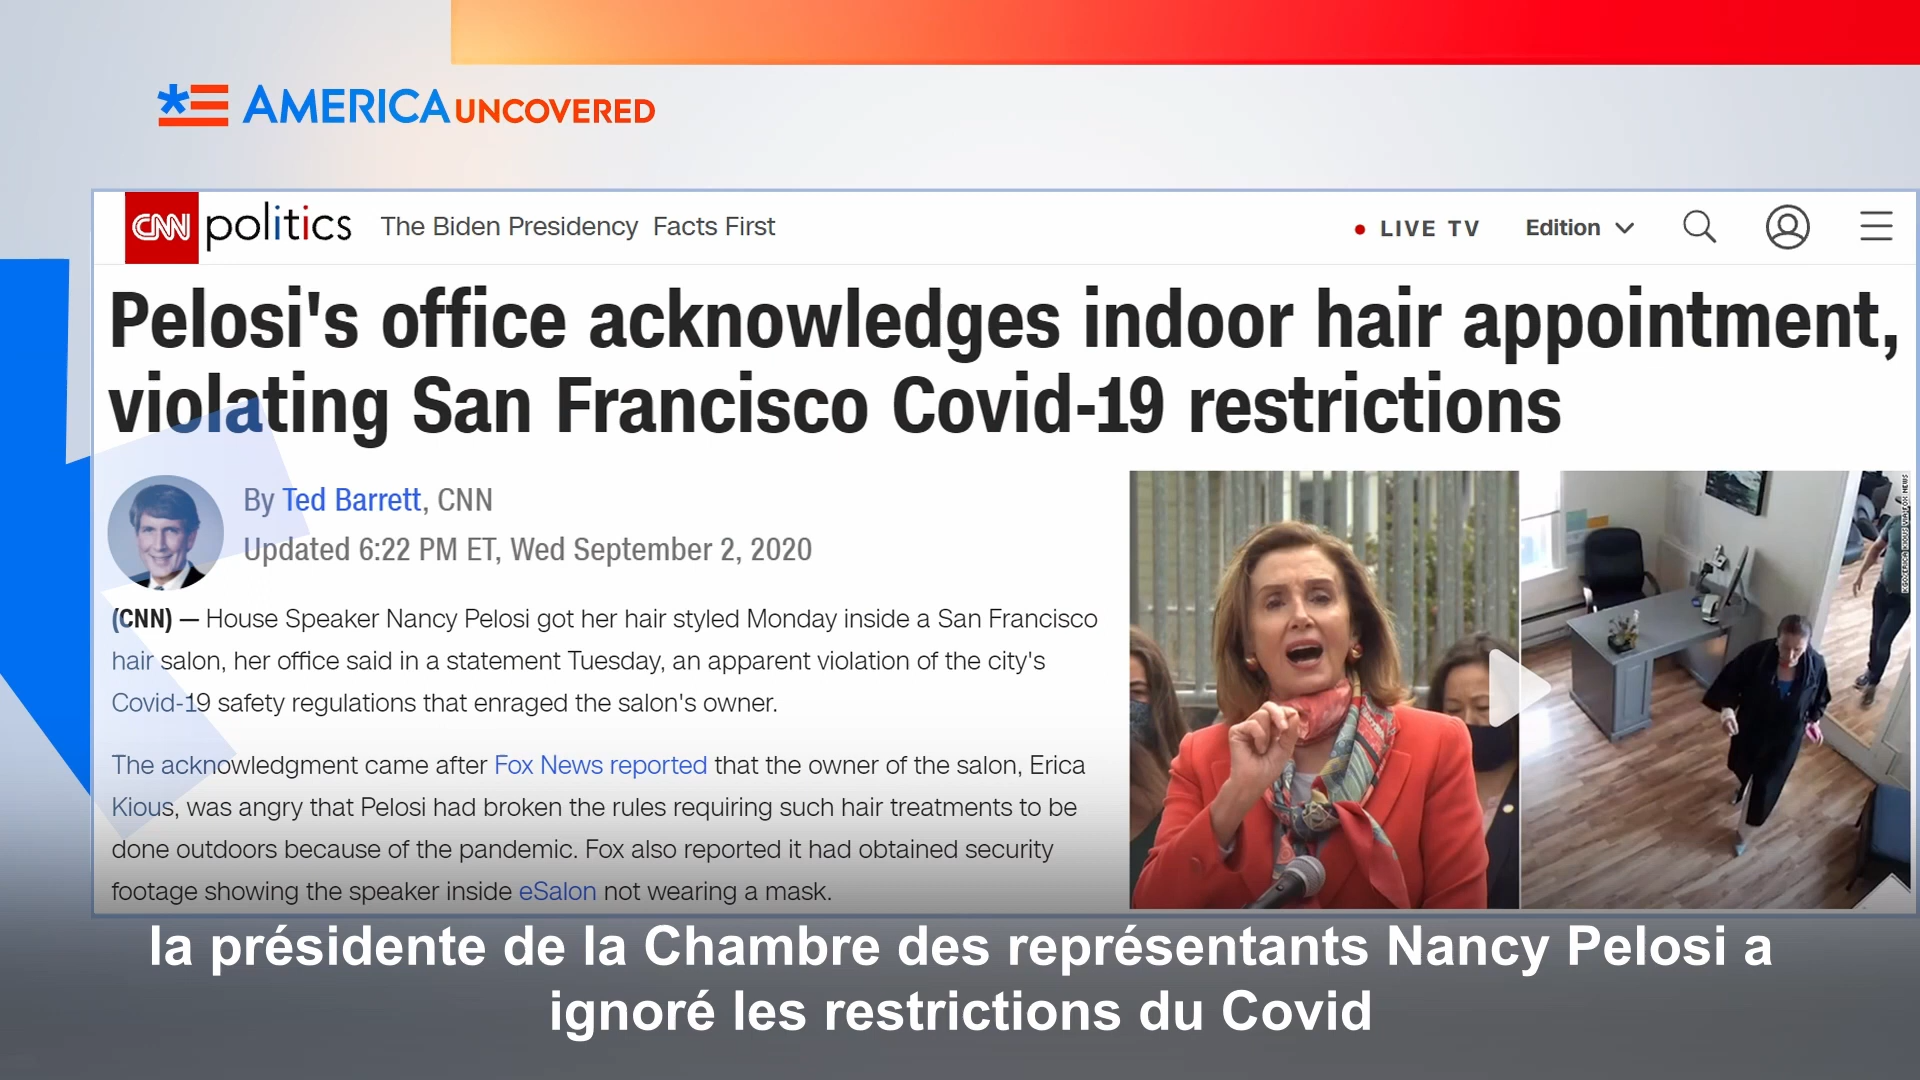 AMERICA UNCOVERED
CNN politics The Biden Presidency Facts First LIVE TV Edition
Pelosi's office acknowledges indoor hair appointment,
violating San Francisco Covid-19 restrictions
By Ted Barrett, CNN
Updated 6:22 PM ET, Wed September 2, 2020
(CNN) — House Speaker Nancy Pelosi got her hair styled Monday inside a San Francisco
hair salon, her office said in a statement Tuesday, an apparent violation of the city's
Covid-19 safety regulations that enraged the salon's owner.
The acknowledgment came after Fox News reported that the owner of the salon, Erica
Kious, was angry that Pelosi had broken the rules requiring such hair treatments to be
done outdoors because of the pandemic. Fox also reported it had obtained security
footage showing the speaker inside eSalon not wearing a mask.
la présidente de la Chambre des représentants Nancy Pelosi a
ignoré les restrictions du Covid